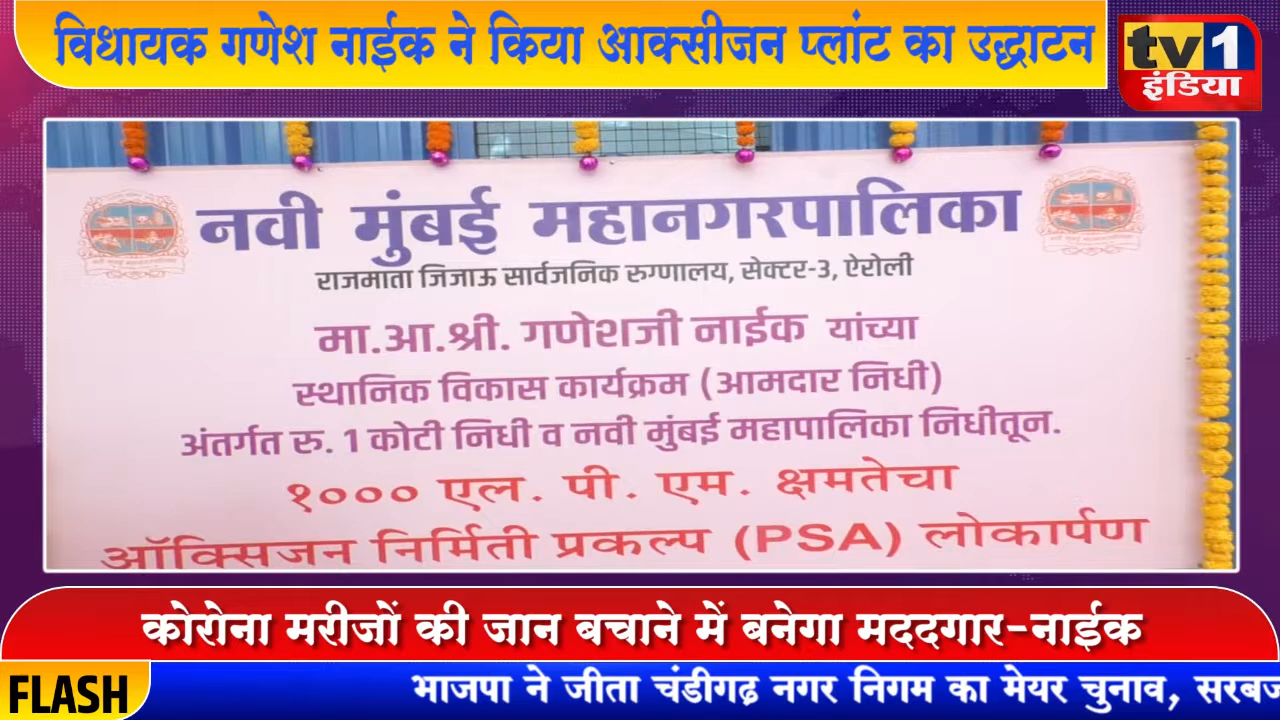 विधायक गणेश नाईक ने किया आक्सीजन प्लांट का उद्घाटन
tv1
इंडिया
नवी मुंबई महानगरपालिका
राजमाता जिजाऊ सार्वजनिक रुग्णालय, सेक्टर-3, ऐरोली
मा.आ.श्री. गणेशजी नाईक यांच्या
स्थानिक विकास कार्यक्रम (आमदार निधी)
अंतर्गत रु. 1 कोटी निधी व नवी मुंबई महापालिका निधीतून.
१००० एल. पी. एम. क्षमतेचा
ऑक्सिजन निर्मिती प्रकल्प (PSA) लोकार्पण
कोरोना मरीजों की जान बचाने में बनेगा मददगार-नाईक
FLASH
भाजपा ने जीता चंडीगढ़ नगर निगम का मेयर चुनाव,